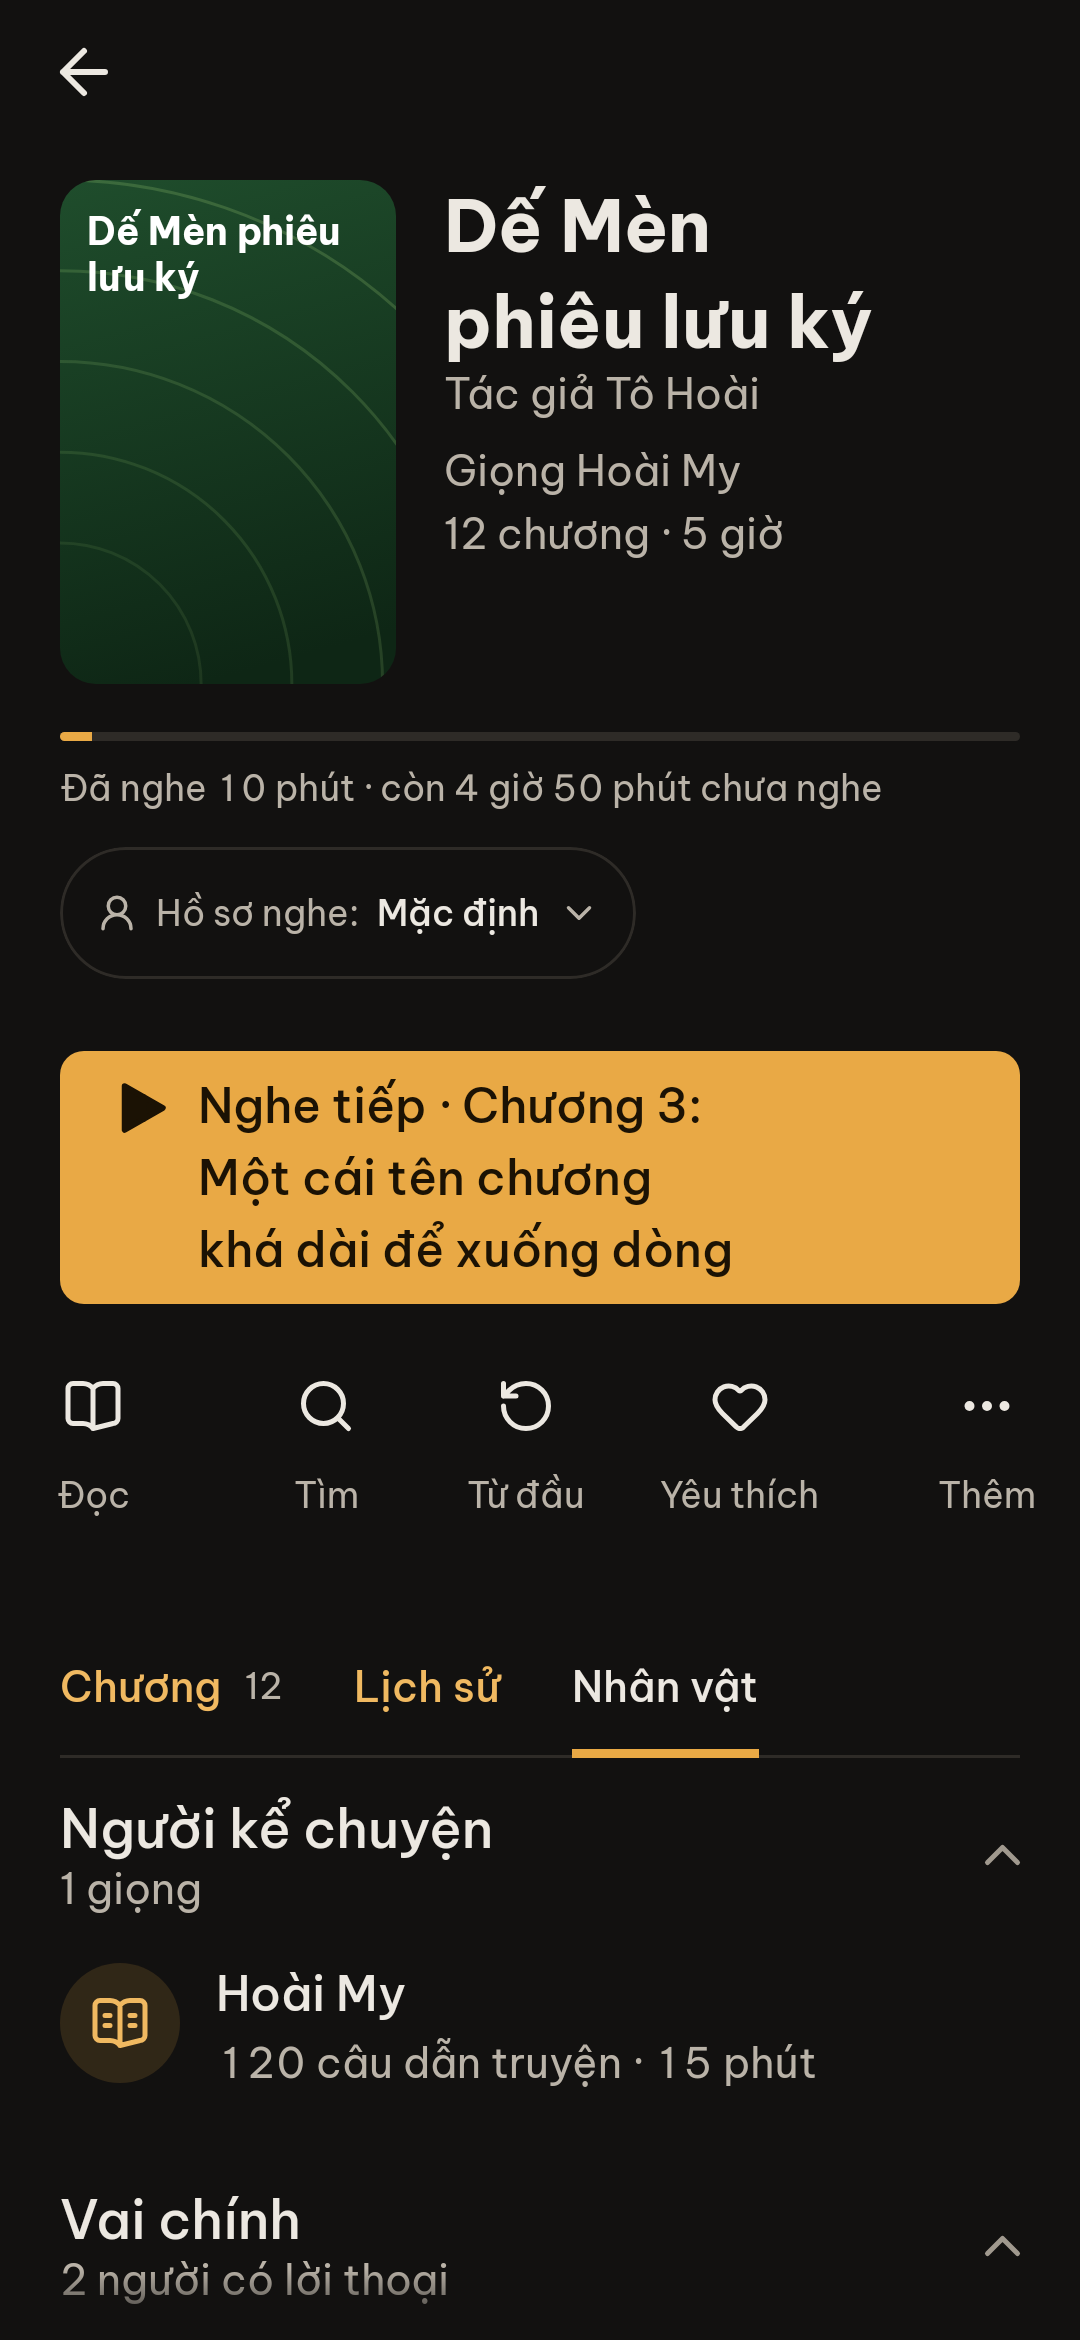 Dế Mèn phiêu
lưu ký
Dế Mèn
phiêu lưu ký
Tác giả Tô Hoài
Giọng Hoài My
12 chương · 5 giờ
Đã nghe 10 phút · còn 4 giờ 50 phút chưa nghe
Hồ sơ nghe: Mặc định
Nghe tiếp · Chương 3:
Một cái tên chương
khá dài để xuống dòng
Đọc
Tìm
Từ đầu
Yêu thích
Thêm
Chương 12
Lịch sử
Nhân vật
Người kể chuyện
1 giọng
Hoài My
120 câu dẫn truyện · 15 phút
Vai chính
2 người có lời thoại